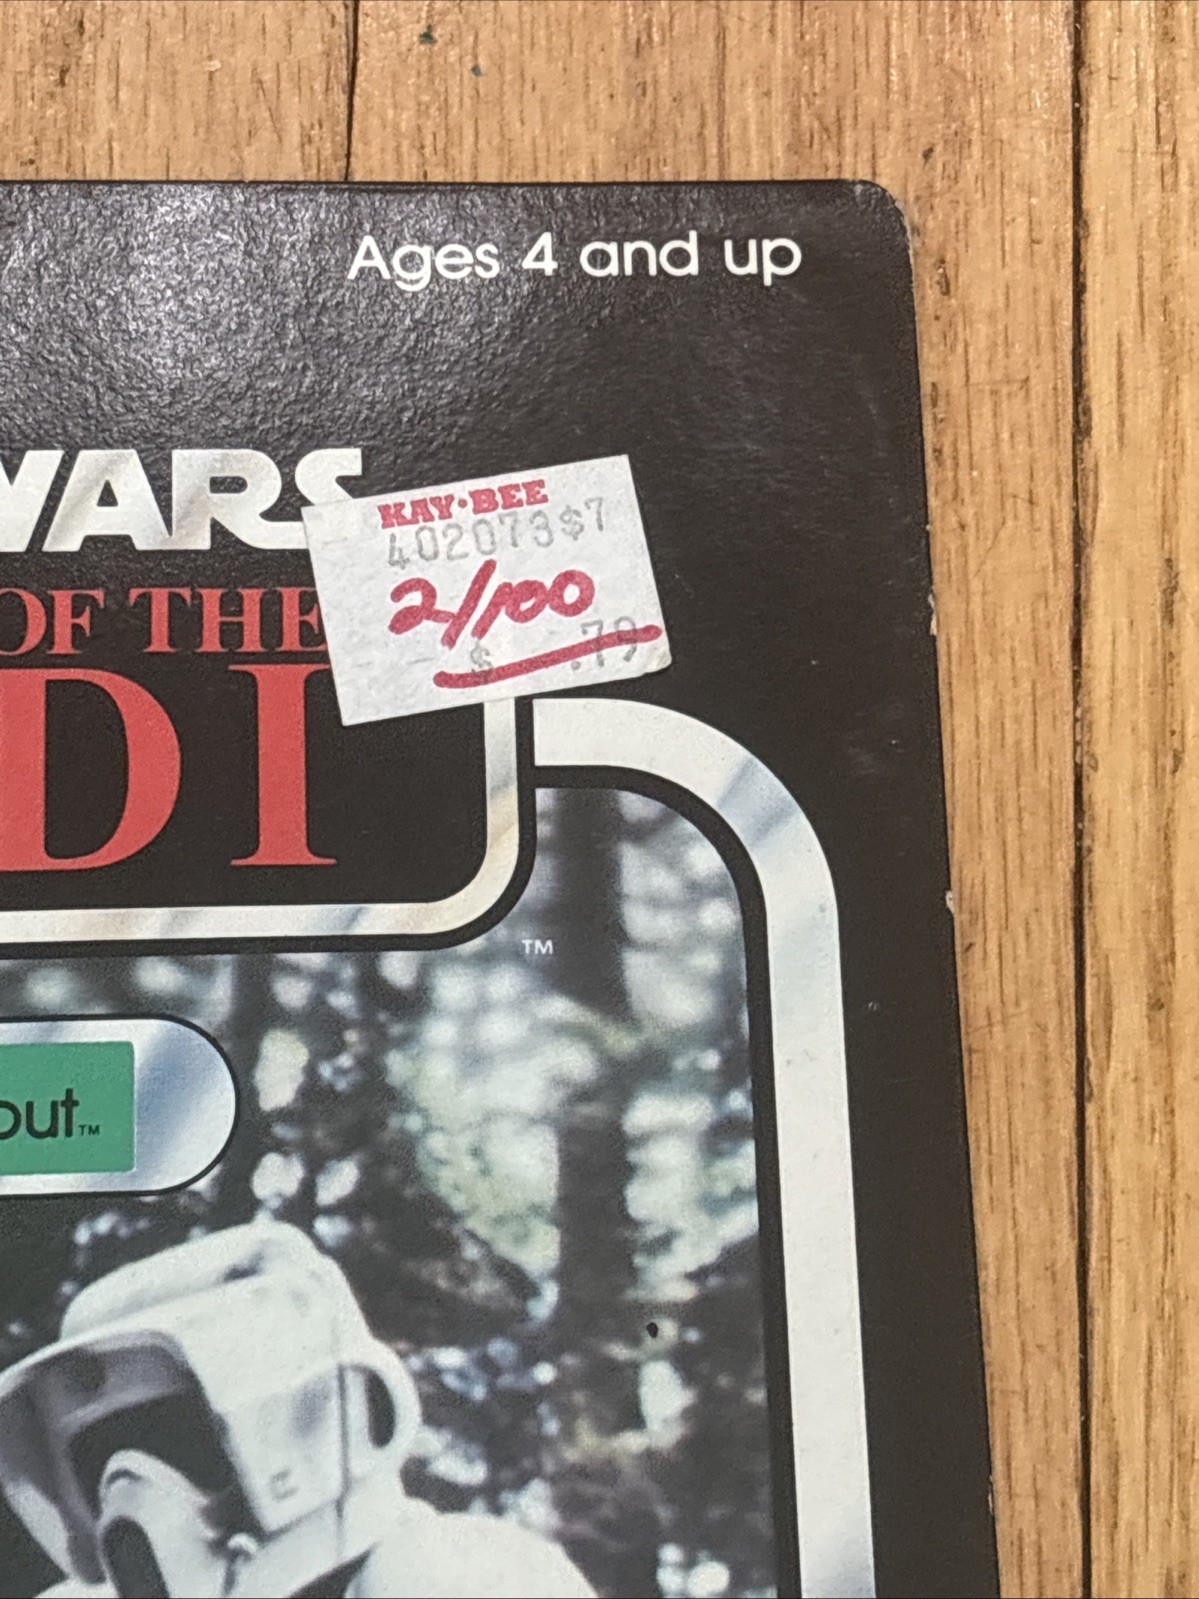 Ages 4 and up
WARS
KAY·BEE
402073$7
2/100
$ .79
OF THE
DI
TM
out™